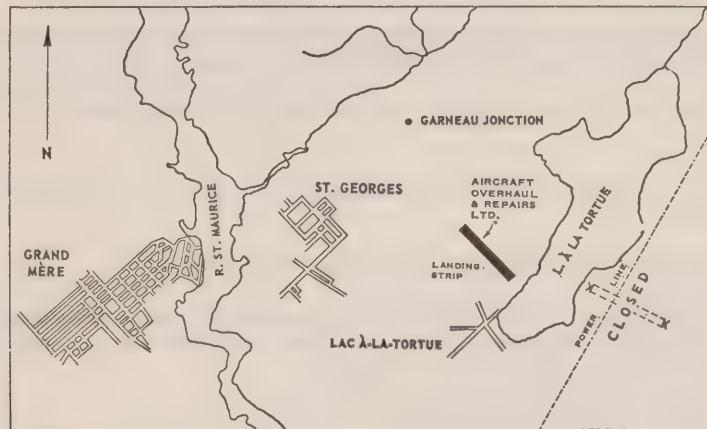 N
GARNEAU JONCTION
ST. GEORGES
AIRCRAFT
OVERHAUL
& REPAIRS
LTD.
R. ST. MAURICE
L. À LA TORTUE
GRAND
MÈRE
LANDING-
STRIP
POWER LINE
CLOSED
LAC À-LA-TORTUE